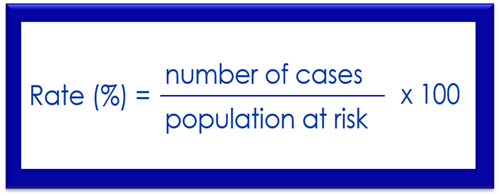 number of cases
Rate (%) = x 100
population at risk